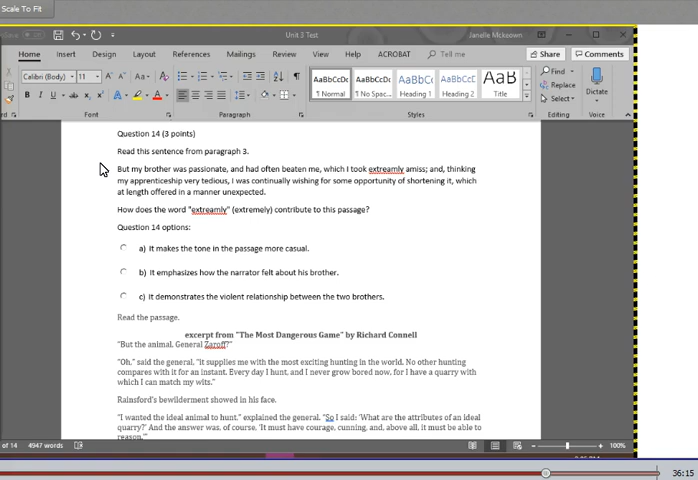 Scale To Fit
Unit 3 Test
Janelle Mckeown
Home Insert Design Layout References Mailings Review View Help ACROBAT Tell me Share Comments
Calibri (Body) 11 Aa
AaBbCcDc AaBbCcDc AaBbCc AaBbCcD AaB
¶ Normal ¶ No Spac... Heading 1 Heading 2 Title
Find
Replace
Select
Dictate
Font Paragraph Styles Editing Voice
Question 14 (3 points)
Read this sentence from paragraph 3.
But my brother was passionate, and had often beaten me, which I took extreamly amiss; and, thinking
my apprenticeship very tedious, I was continually wishing for some opportunity of shortening it, which
at length offered in a manner unexpected.
How does the word "extreamly" (extremely) contribute to this passage?
Question 14 options:
a) It makes the tone in the passage more casual.
b) It emphasizes how the narrator felt about his brother.
c) It demonstrates the violent relationship between the two brothers.
Read the passage.
excerpt from "The Most Dangerous Game" by Richard Connell
"But the animal, General Zaroff?"
"Oh," said the general, "it supplies me with the most exciting hunting in the world. No other hunting
compares with it for an instant. Every day I hunt, and I never grow bored now, for I have a quarry with
which I can match my wits."
Rainsford's bewilderment showed in his face.
"I wanted the ideal animal to hunt," explained the general. "So I said: 'What are the attributes of an ideal
quarry?' And the answer was, of course, 'It must have courage, cunning, and, above all, it must be able to
reason.'"
of 14 4947 words 100%
36:15